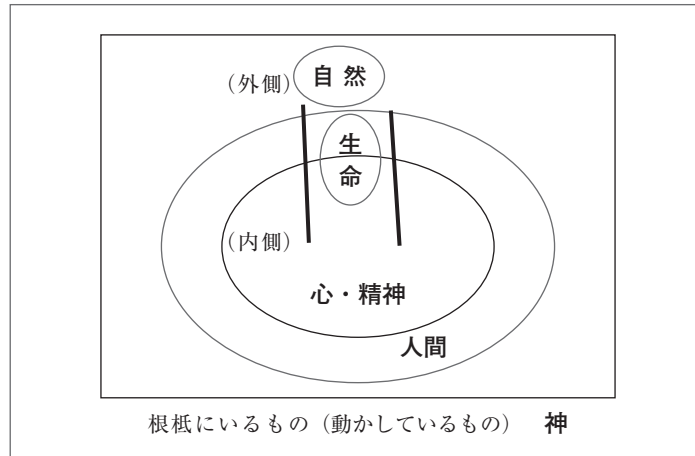 自然
(外側)
生
命
(内側)
心・精神
人間
根柢にいるもの(動かしているもの) 神